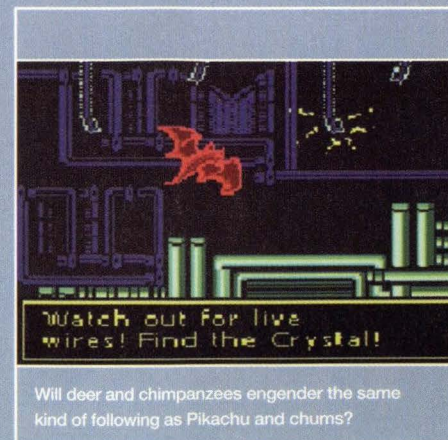 Watch out for live
wires! Find the Crystal!
Will deer and chimpanzees engender the same
kind of following as Pikachu and chums?